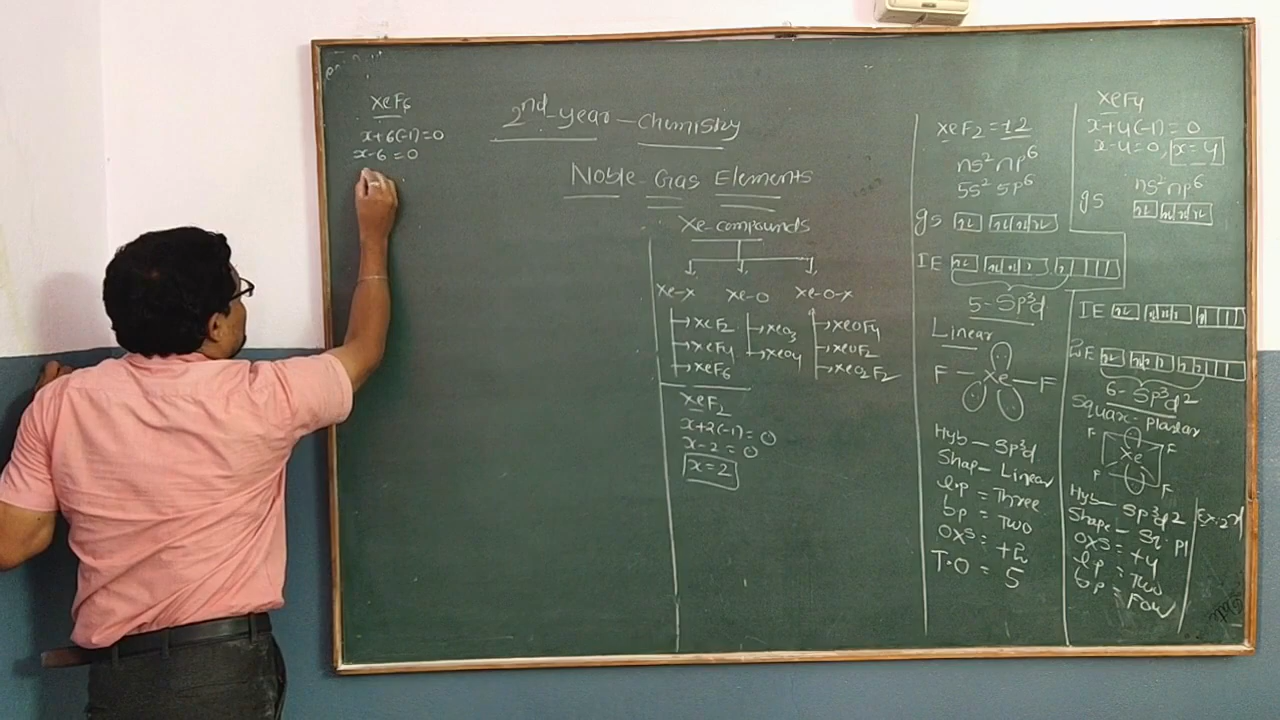 XeF6
x+6(-1)=0
x-6=0
2nd-year-Chemistry
Noble-Gas Elements
Xe-compounds
Xe-X Xe-O Xe-O-X
XeF2 XeO3 XeOF4
XeF4 XeO4 XeOF2
XeF6 XeO2F2
XeF2
x+2(-1)=0
x-2=0
x=2
XeF2=+2
ns² np⁶
5s² 5p⁶
gs
IE
5-Sp³d
Linear
F-Xe-F
Hyb-Sp³d
Shap-Linear
l.p=Three
b.p=Two
OXS=+2
T.O=5
XeF4
x+4(-1)=0
x-4=0, x=4
ns² np⁶
gs
IE
IIE
6-Sp³d2
Square-Planar
F F
Xe
F F
Hyb-Sp³d2
Shape-Sq. Pl
OXS=+4
l.p=Two
b.p=Four